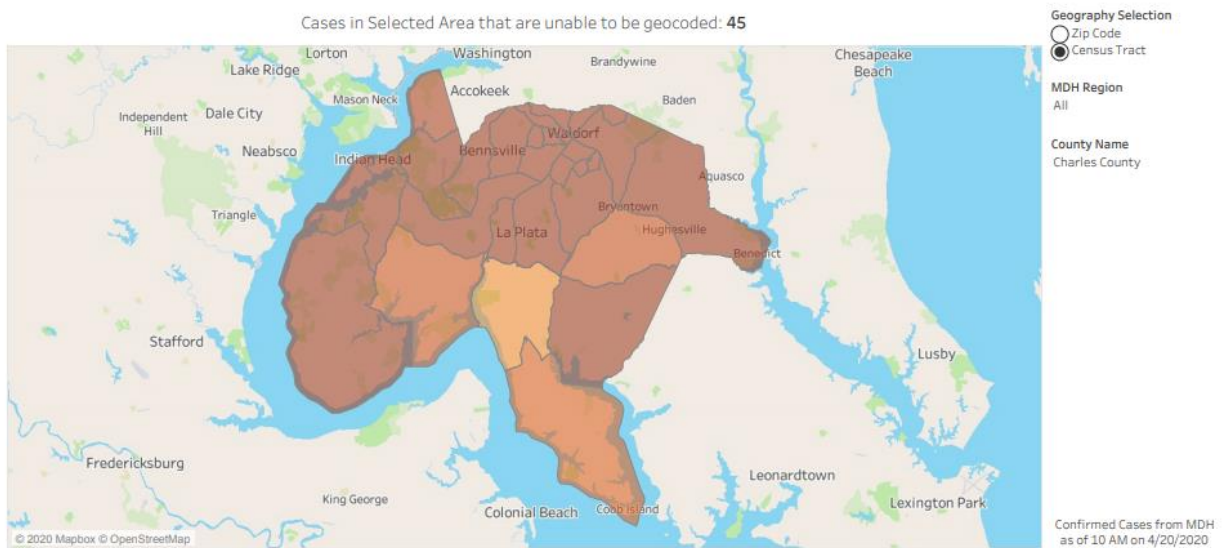 Cases in Selected Area that are unable to be geocoded: 45
Geography Selection
Zip Code
Census Tract
MDH Region
All
County Name
Charles County
Lorton
Washington
Brandywine
Chesapeake
Beach
Lake Ridge
Accokeek
Mason Neck
Baden
Independent
Hill
Dale City
Waldorf
Neabsco
Indian Head
Bennsville
Aquasco
Triangle
Bryantown
La Plata
Hughesville
Benedict
Stafford
Lusby
Fredericksburg
Leonardtown
King George
Colonial Beach
Cobb Island
Lexington Park
© 2020 Mapbox © OpenStreetMap
Confirmed Cases from MDH
as of 10 AM on 4/20/2020